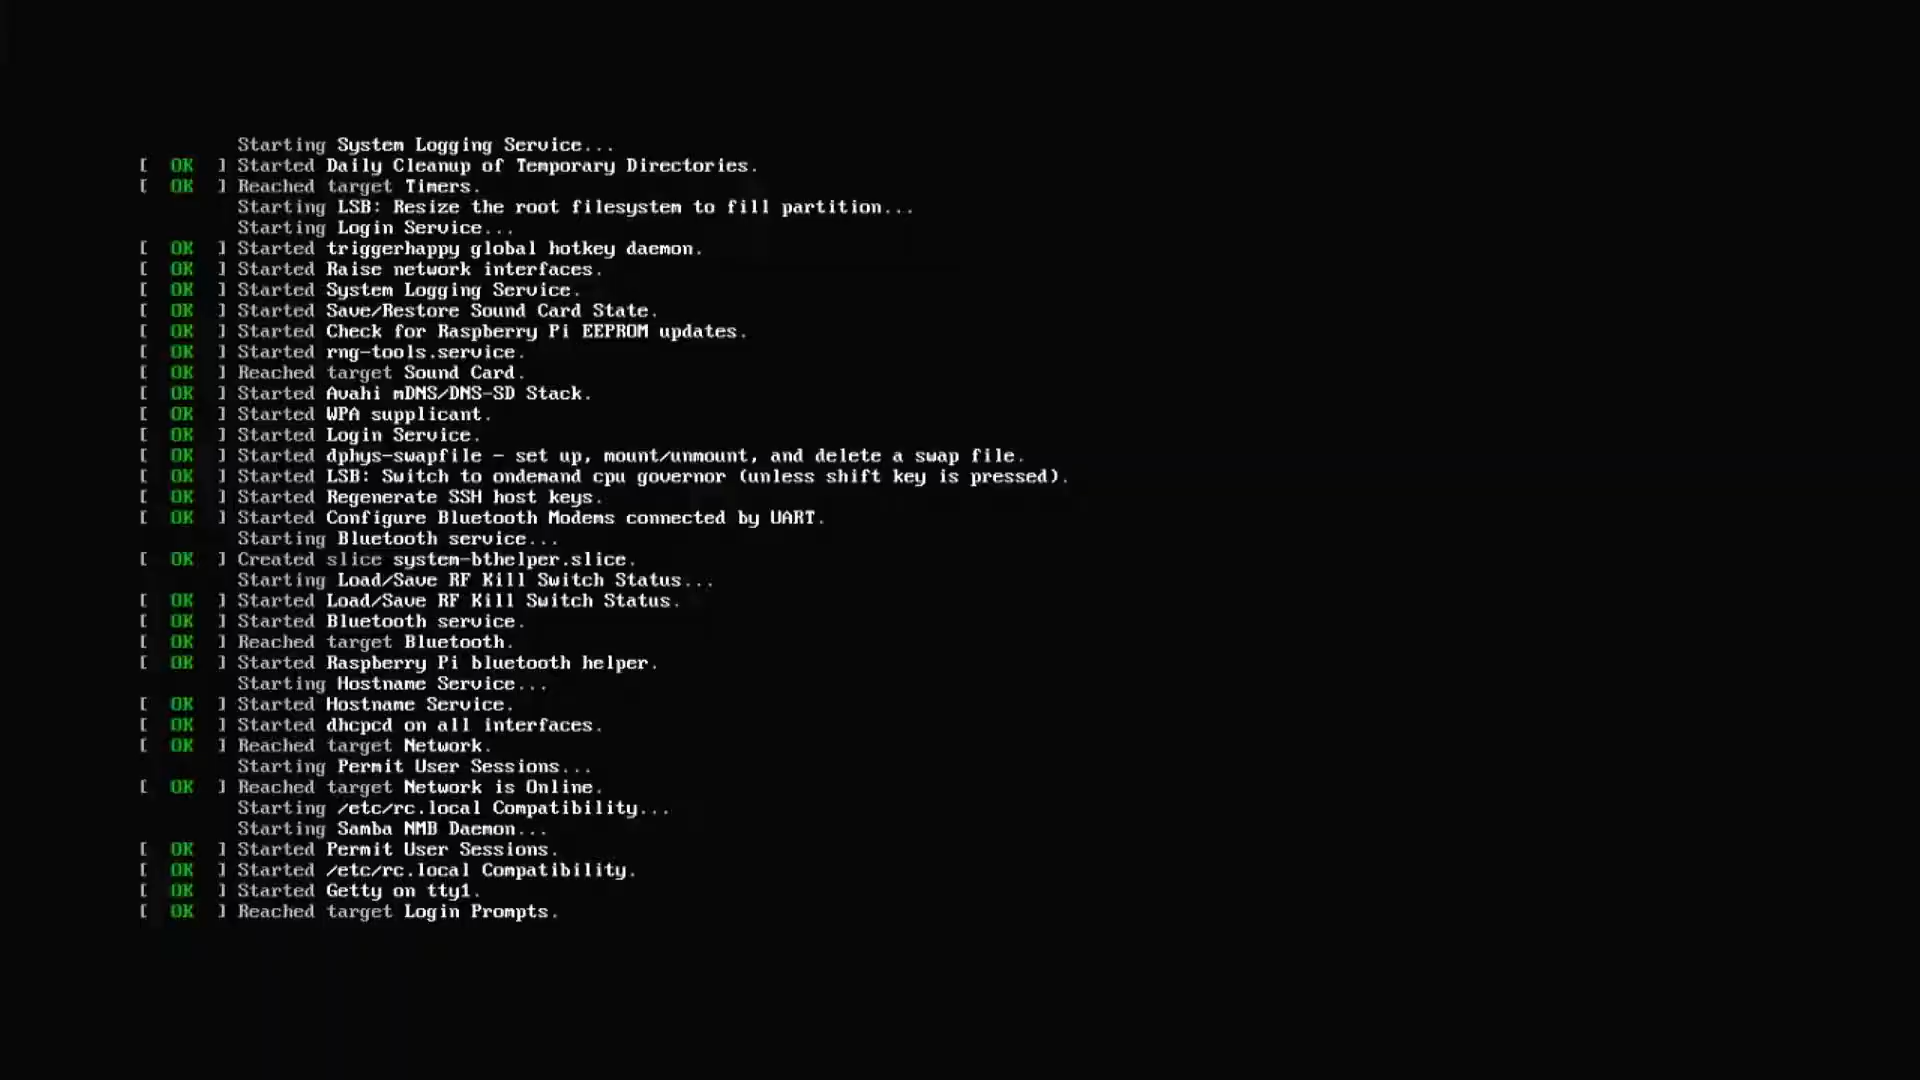 Starting System Logging Service...
[  OK  ] Started Daily Cleanup of Temporary Directories.
[  OK  ] Reached target Timers.
Starting LSB: Resize the root filesystem to fill partition...
Starting Login Service...
[  OK  ] Started triggerhappy global hotkey daemon.
[  OK  ] Started Raise network interfaces.
[  OK  ] Started System Logging Service.
[  OK  ] Started Save/Restore Sound Card State.
[  OK  ] Started Check for Raspberry Pi EEPROM updates.
[  OK  ] Started rng-tools.service.
[  OK  ] Reached target Sound Card.
[  OK  ] Started Avahi mDNS/DNS-SD Stack.
[  OK  ] Started WPA supplicant.
[  OK  ] Started Login Service.
[  OK  ] Started dphys-swapfile - set up, mount/unmount, and delete a swap file.
[  OK  ] Started LSB: Switch to ondemand cpu governor (unless shift key is pressed).
[  OK  ] Started Regenerate SSH host keys.
[  OK  ] Started Configure Bluetooth Modems connected by UART.
Starting Bluetooth service...
[  OK  ] Created slice system-bthelper.slice.
Starting Load/Save RF Kill Switch Status...
[  OK  ] Started Load/Save RF Kill Switch Status.
[  OK  ] Started Bluetooth service.
[  OK  ] Reached target Bluetooth.
[  OK  ] Started Raspberry Pi bluetooth helper.
Starting Hostname Service...
[  OK  ] Started Hostname Service.
[  OK  ] Started dhcpcd on all interfaces.
[  OK  ] Reached target Network.
Starting Permit User Sessions...
[  OK  ] Reached target Network is Online.
Starting /etc/rc.local Compatibility...
Starting Samba NMB Daemon...
[  OK  ] Started Permit User Sessions.
[  OK  ] Started /etc/rc.local Compatibility.
[  OK  ] Started Getty on tty1.
[  OK  ] Reached target Login Prompts.